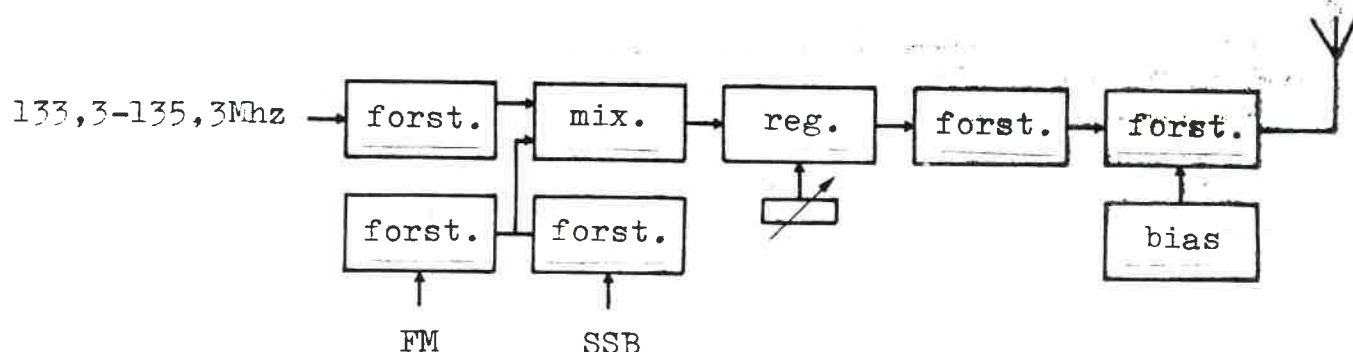 133,3-135,3Mhz
forst.
mix.
reg.
forst.
forst.
forst.
forst.
bias
FM
SSB